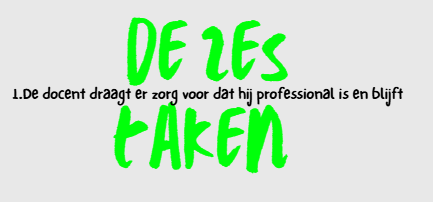 DE ZES
1.De docent draagt er zorg voor dat hij professional is en blijft
tAKEN